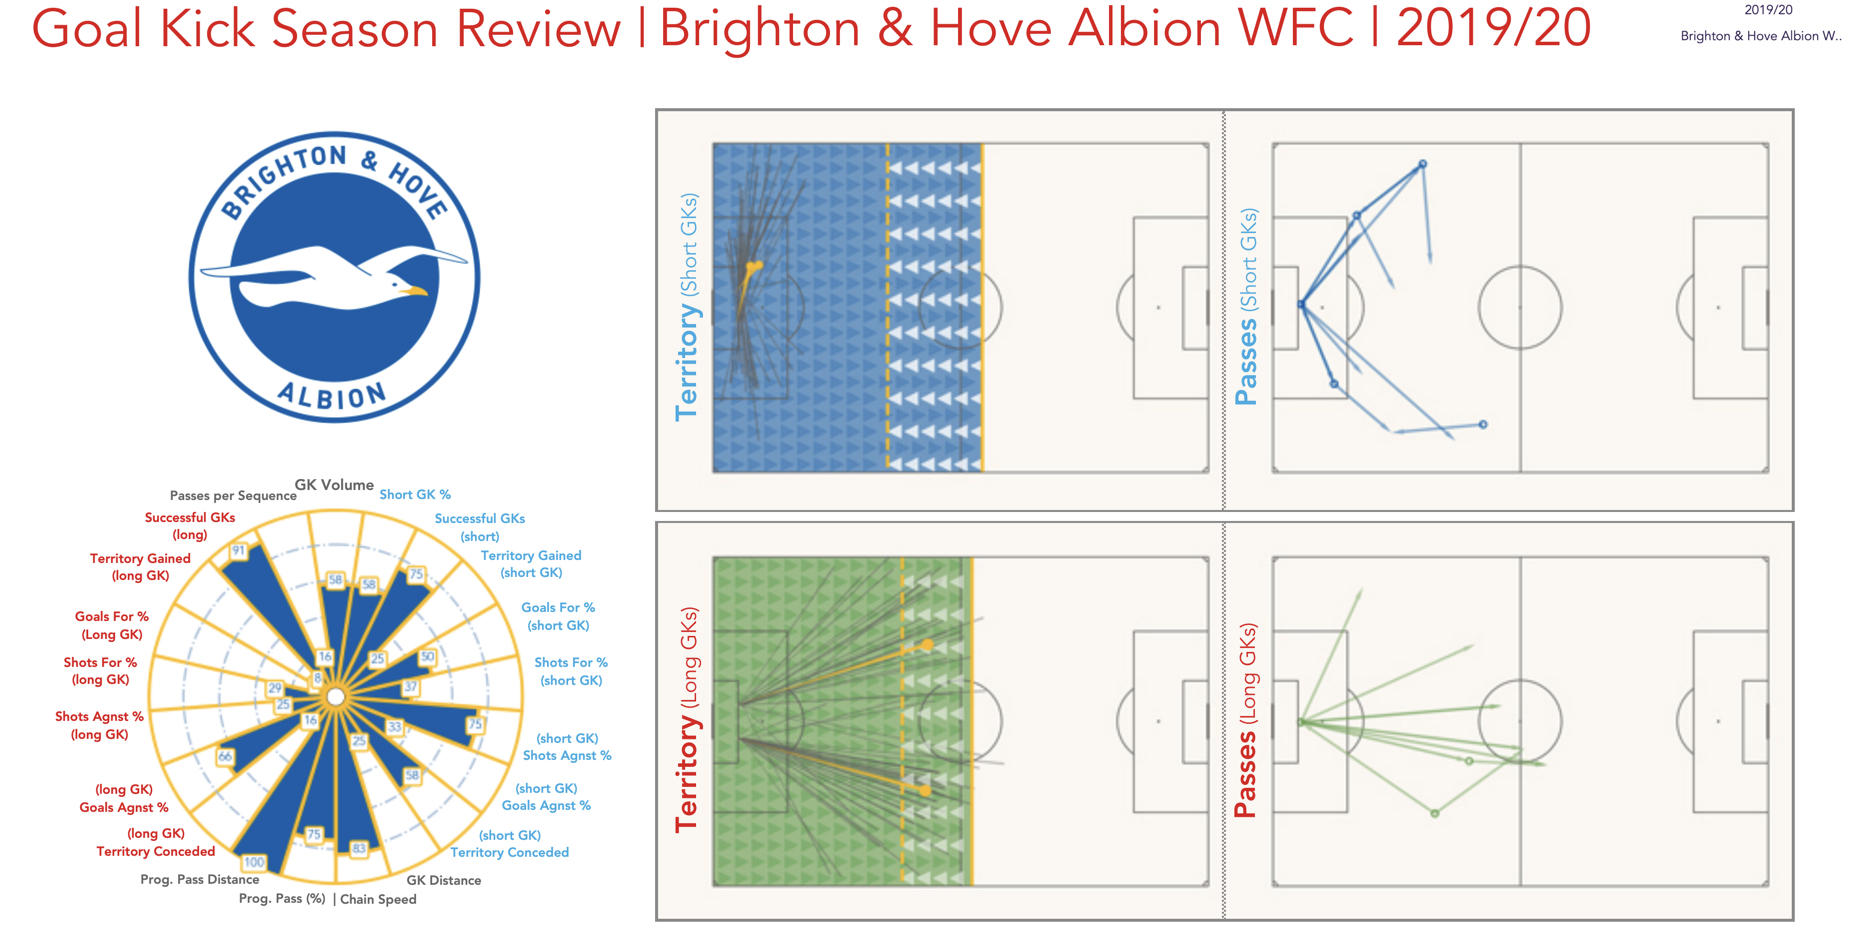 Goal Kick Season Review | Brighton & Hove Albion WFC | 2019/20
2019/20
Brighton & Hove Albion W..
BRIGHTON & HOVE
ALBION
GK Volume
Passes per Sequence
Short GK %
Successful GKs
(long)
Successful GKs
(short)
Territory Gained
(long GK)
Territory Gained
(short GK)
Goals For %
(Long GK)
Goals For %
(short GK)
Shots For %
(long GK)
Shots For %
(short GK)
Shots Agnst %
(long GK)
(short GK)
Shots Agnst %
(long GK)
Goals Agnst %
(short GK)
Goals Agnst %
(long GK)
Territory Conceded
(short GK)
Territory Conceded
Prog. Pass Distance
GK Distance
Prog. Pass (%) | Chain Speed
91
58
58
75
16
25
50
8
29
37
25
16
33
75
66
25
58
75
83
100
Territory (Short GKs)
Passes (Short GKs)
Territory (Long GKs)
Passes (Long GKs)